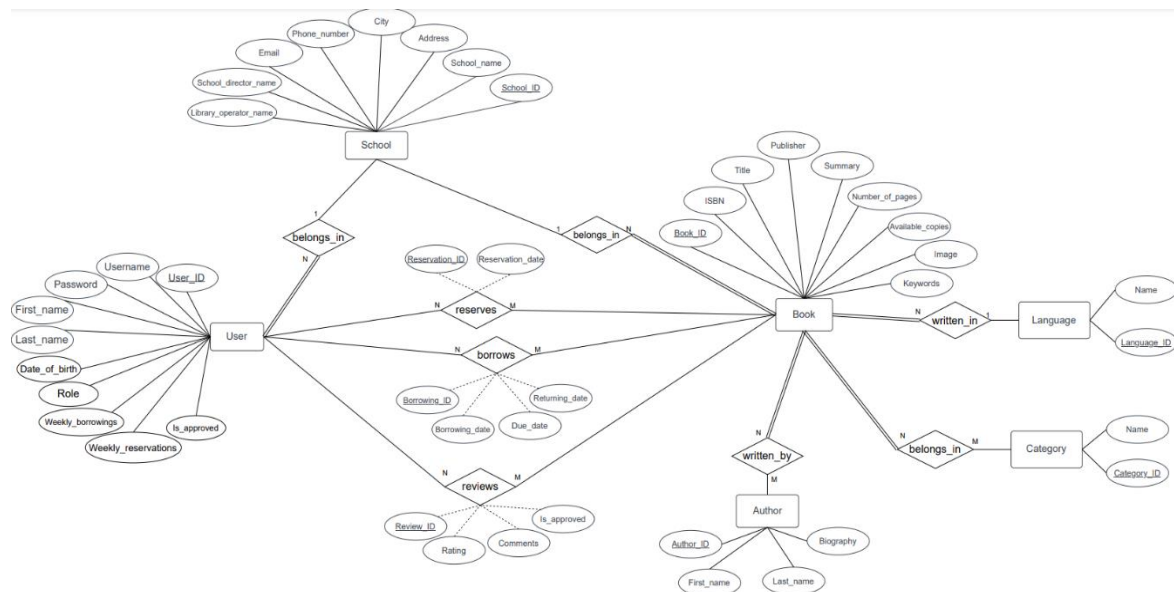 City
Phone_number
Address
Email
School_name
School_director_name
School_ID
Library_operator_name
School
Publisher
Title
Summary
ISBN
Number_of_pages
Book_ID
Available_copies
Image
Keywords
Book
1
belongs_in
N
1
belongs_in
N
Username
User_ID
Password
First_name
Last_name
Date_of_birth
Role
Weekly_borrowings
Weekly_reservations
Is_approved
User
Reservation_ID
Reservation_date
N
reserves
M
N
borrows
M
Borrowing_ID
Returning_date
Borrowing_date
Due_date
N
reviews
M
Review_ID
Is_approved
Rating
Comments
N
written_in
1
Language
Name
Language_ID
N
belongs_in
M
Category
Name
Category_ID
N
written_by
M
Author
Author_ID
Biography
First_name
Last_name